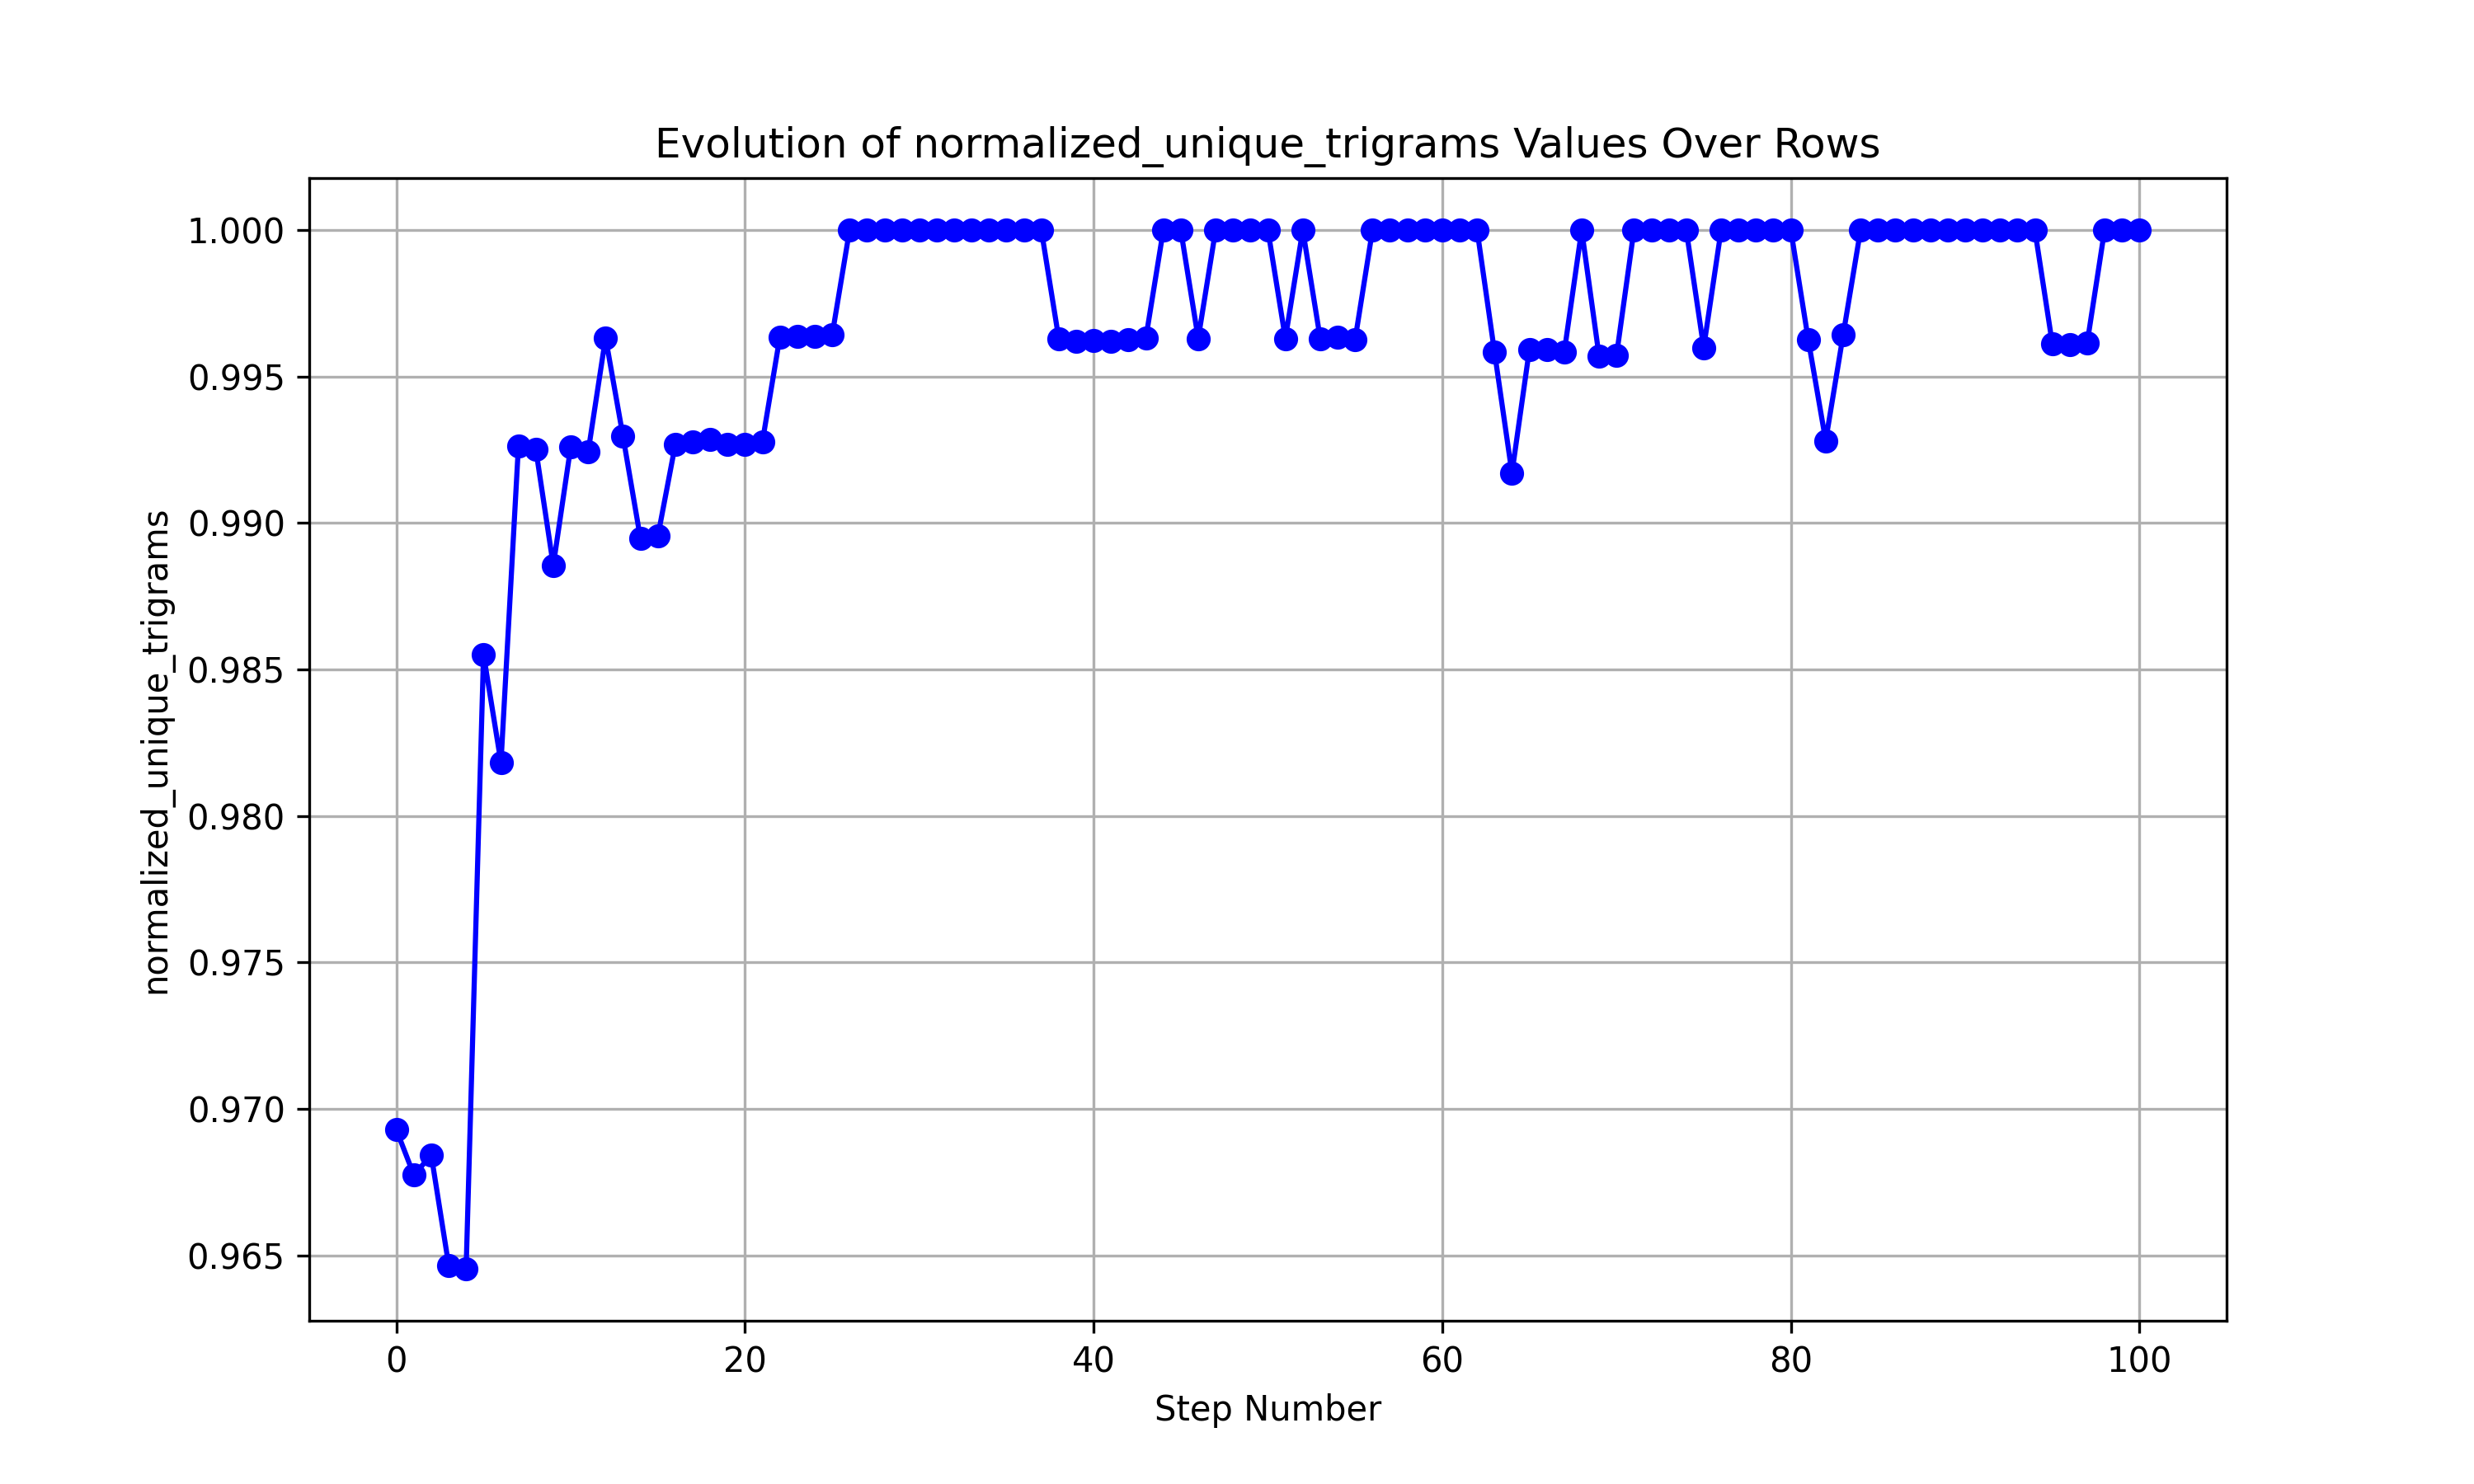 Evolution of normalized_unique_trigrams Values Over Rows
normalized_unique_trigrams
1.000
0.995
0.990
0.985
0.980
0.975
0.970
0.965
0 20 40 60 80 100
Step Number